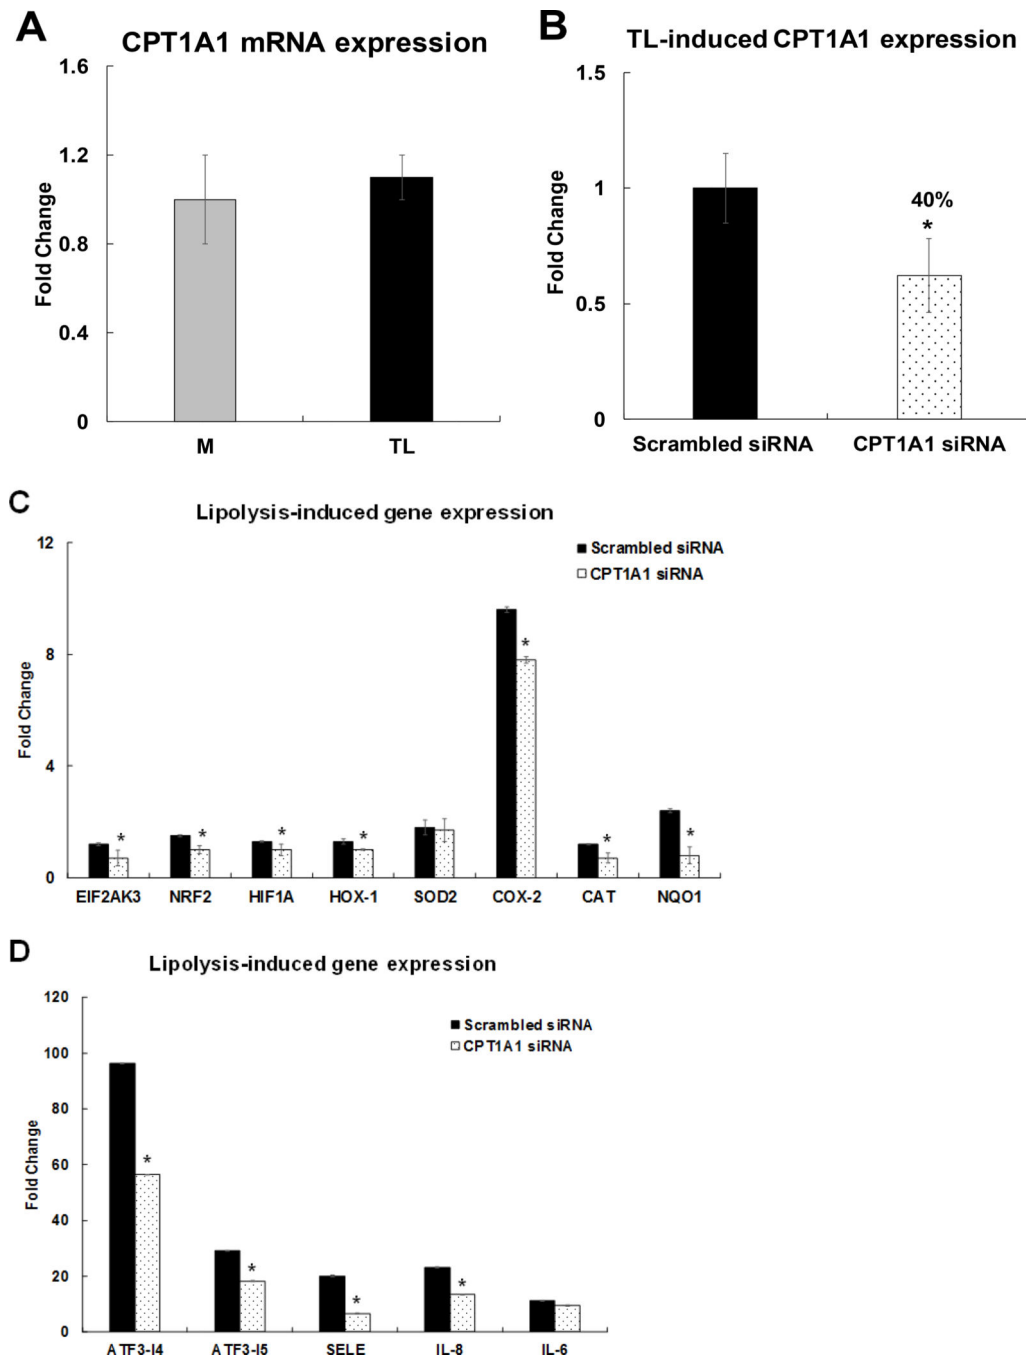 A
CPT1A1 mRNA expression
1.6
1.2
0.8
0.4
0
Fold Change
M
TL
B
TL-induced CPT1A1 expression
1.5
1
0.5
0
Fold Change
40%
*
Scrambled siRNA
CPT1A1 siRNA
C
Lipolysis-induced gene expression
12
8
4
0
Fold Change
Scrambled siRNA
CPT1A1 siRNA
*
*
*
*
*
*
*
EIF2AK3
NRF2
HIF1A
HOX-1
SOD2
COX-2
CAT
NQO1
D
Lipolysis-induced gene expression
120
100
80
60
40
20
0
Fold Change
Scrambled siRNA
CPT1A1 siRNA
*
*
*
*
ATF3-I4
ATF3-I5
SELE
IL-8
IL-6